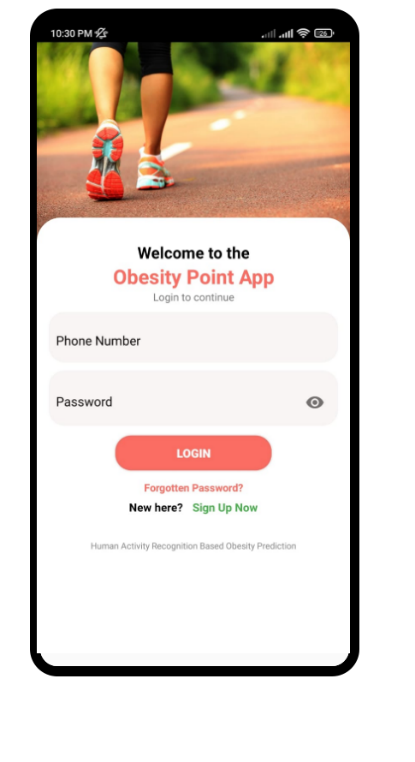 10:30 PM
26
Welcome to the
Obesity Point App
Login to continue
Phone Number
Password
LOGIN
Forgotten Password?
New here? Sign Up Now
Human Activity Recognition Based Obesity Prediction